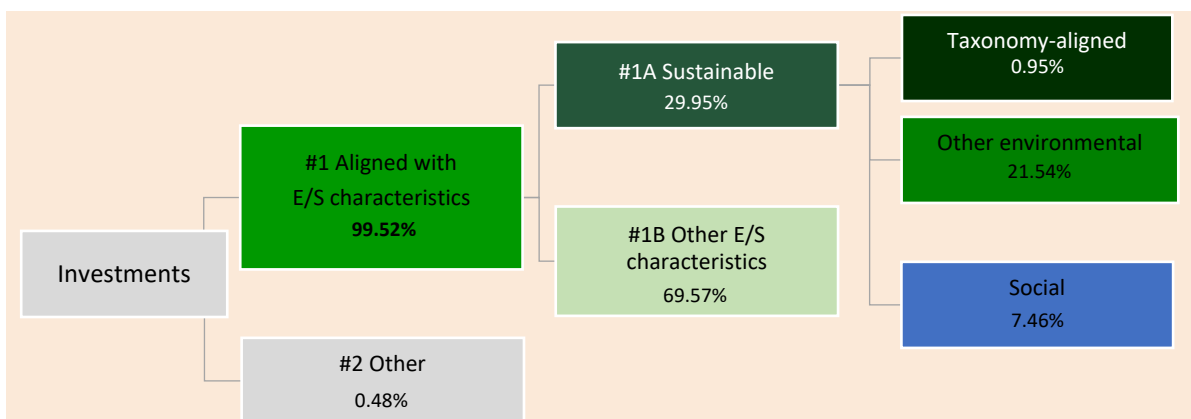 Investments
#1 Aligned with
E/S characteristics
99.52%
#2 Other
0.48%
#1A Sustainable
29.95%
#1B Other E/S
characteristics
69.57%
Taxonomy-aligned
0.95%
Other environmental
21.54%
Social
7.46%